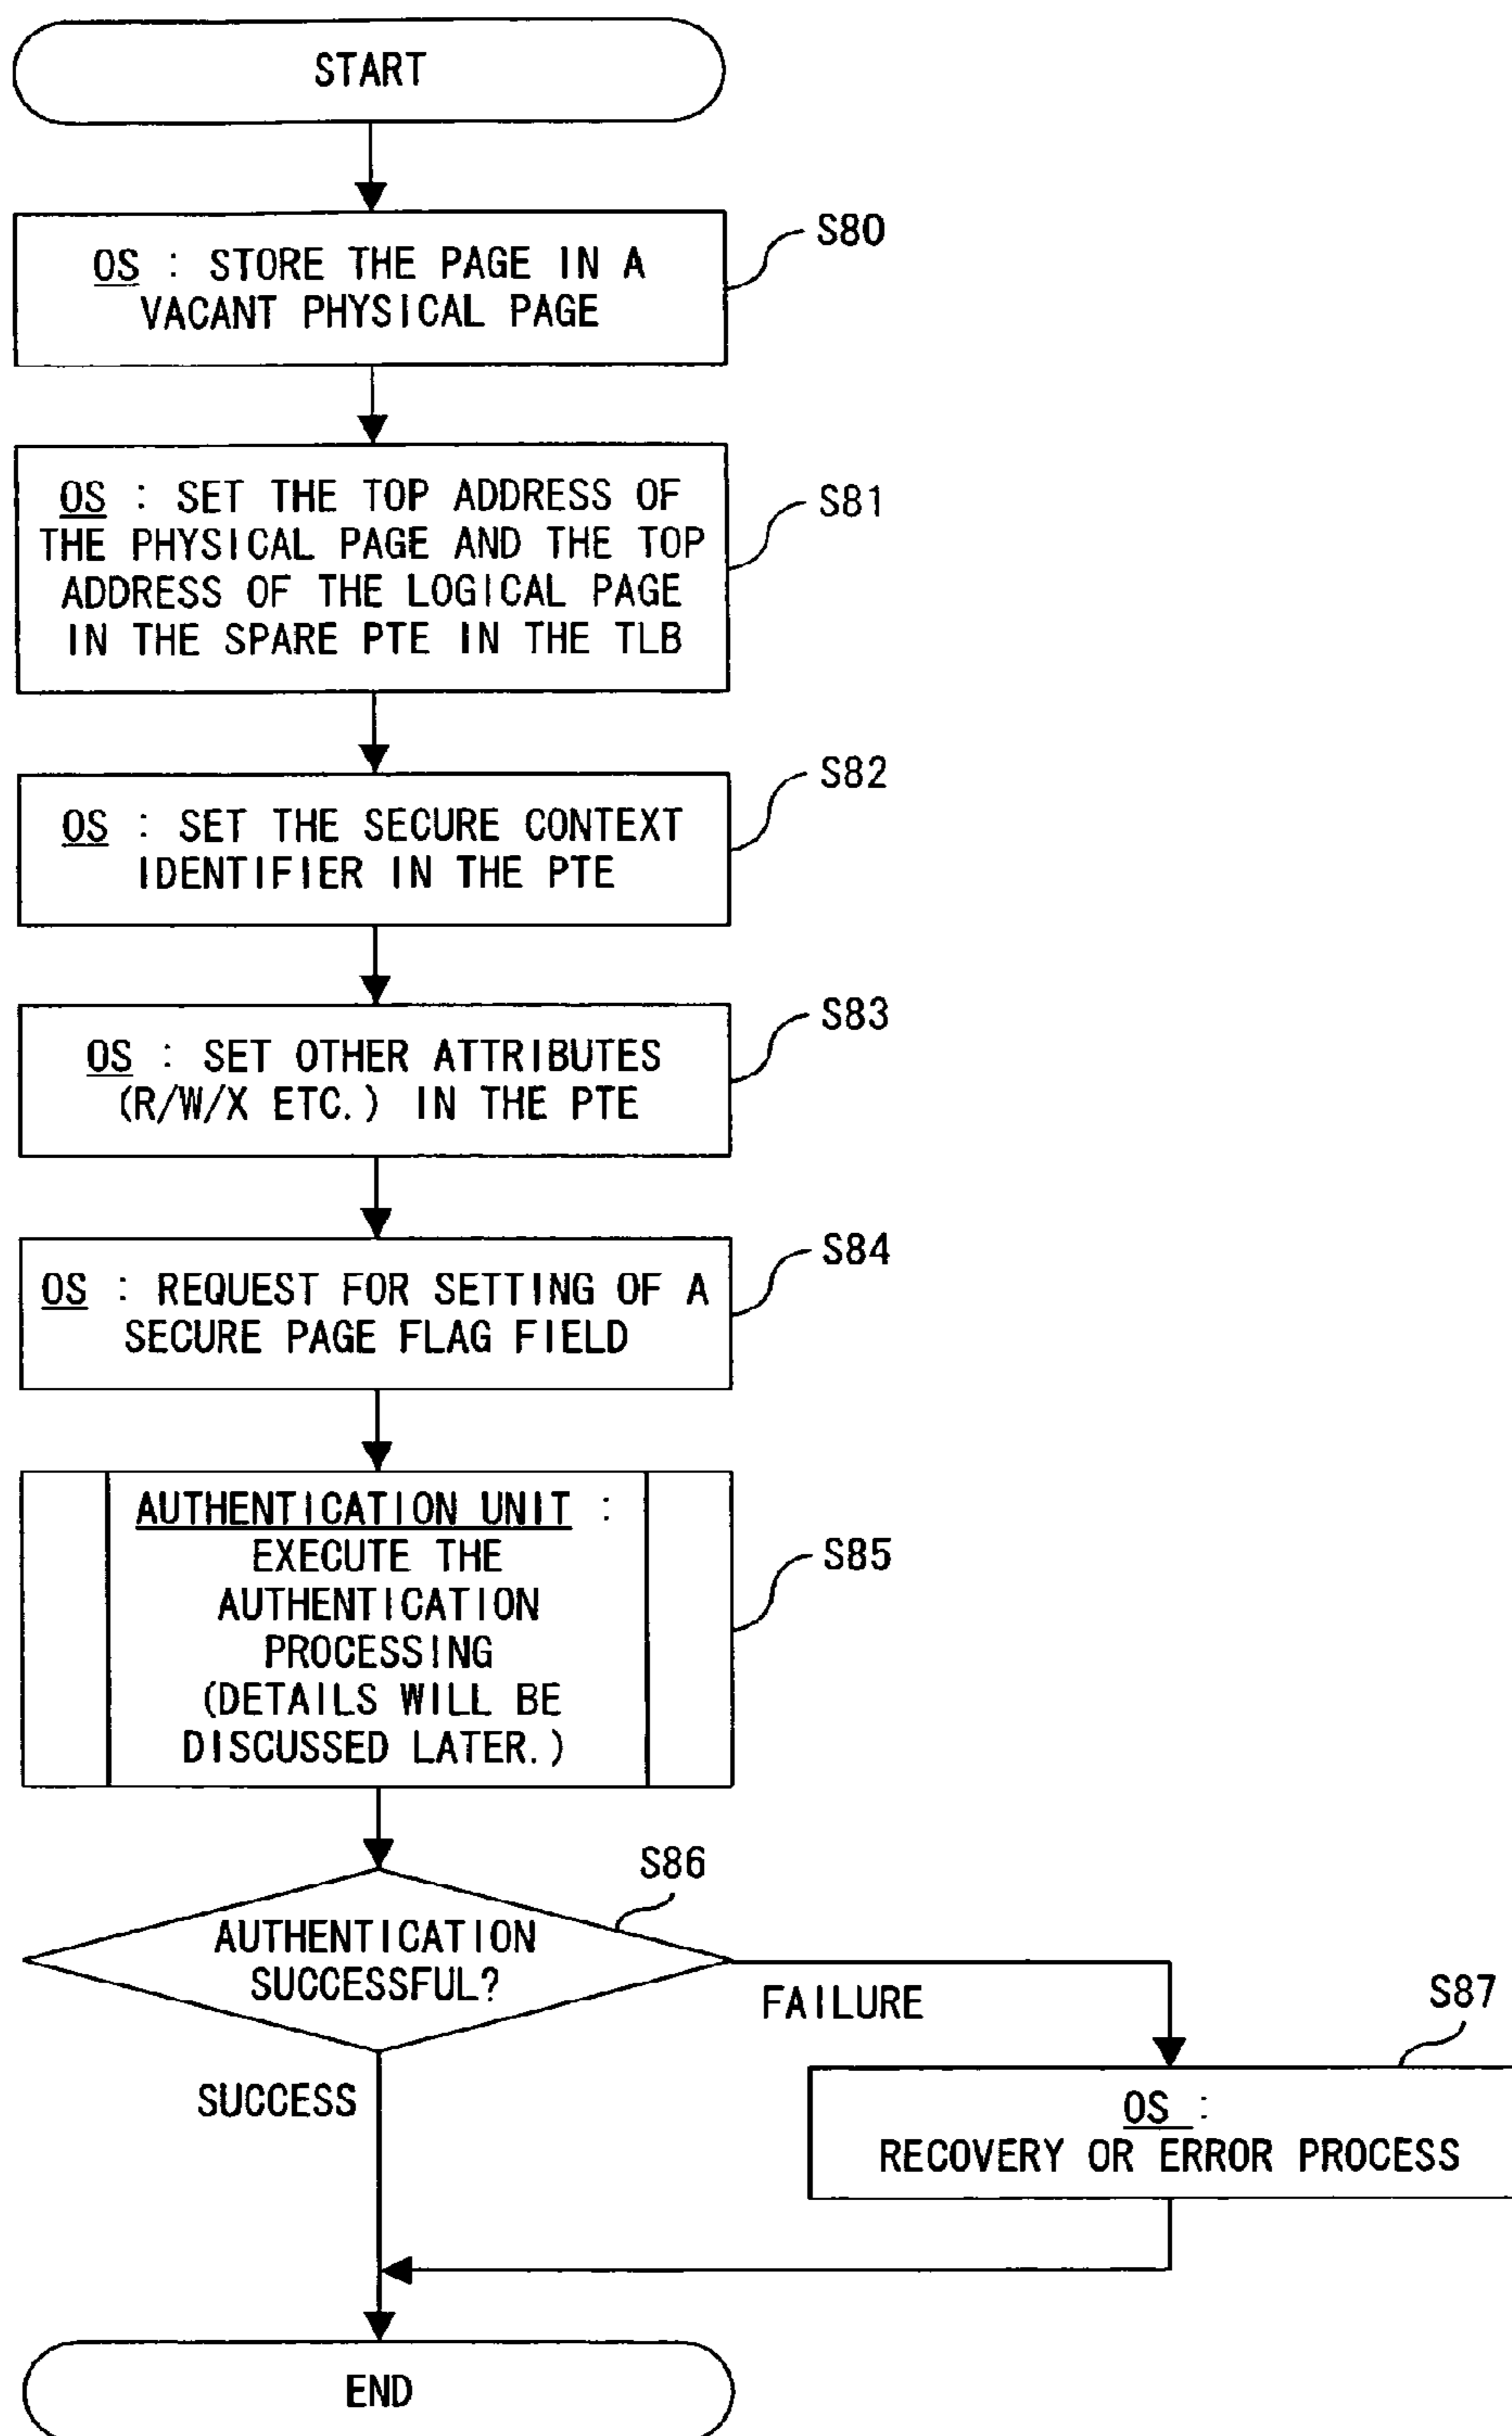 START
S80
OS : STORE THE PAGE IN A
VACANT PHYSICAL PAGE
S81
OS : SET THE TOP ADDRESS OF
THE PHYSICAL PAGE AND THE TOP
ADDRESS OF THE LOGICAL PAGE
IN THE SPARE PTE IN THE TLB
S82
OS : SET THE SECURE CONTEXT
IDENTIFIER IN THE PTE
S83
OS : SET OTHER ATTRIBUTES
(R/W/X ETC.) IN THE PTE
S84
OS : REQUEST FOR SETTING OF A
SECURE PAGE FLAG FIELD
S85
AUTHENTICATION UNIT :
EXECUTE THE
AUTHENTICATION
PROCESSING
(DETAILS WILL BE
DISCUSSED LATER.)
S86
AUTHENTICATION
SUCCESSFUL?
FAILURE
S87
SUCCESS
OS :
RECOVERY OR ERROR PROCESS
END